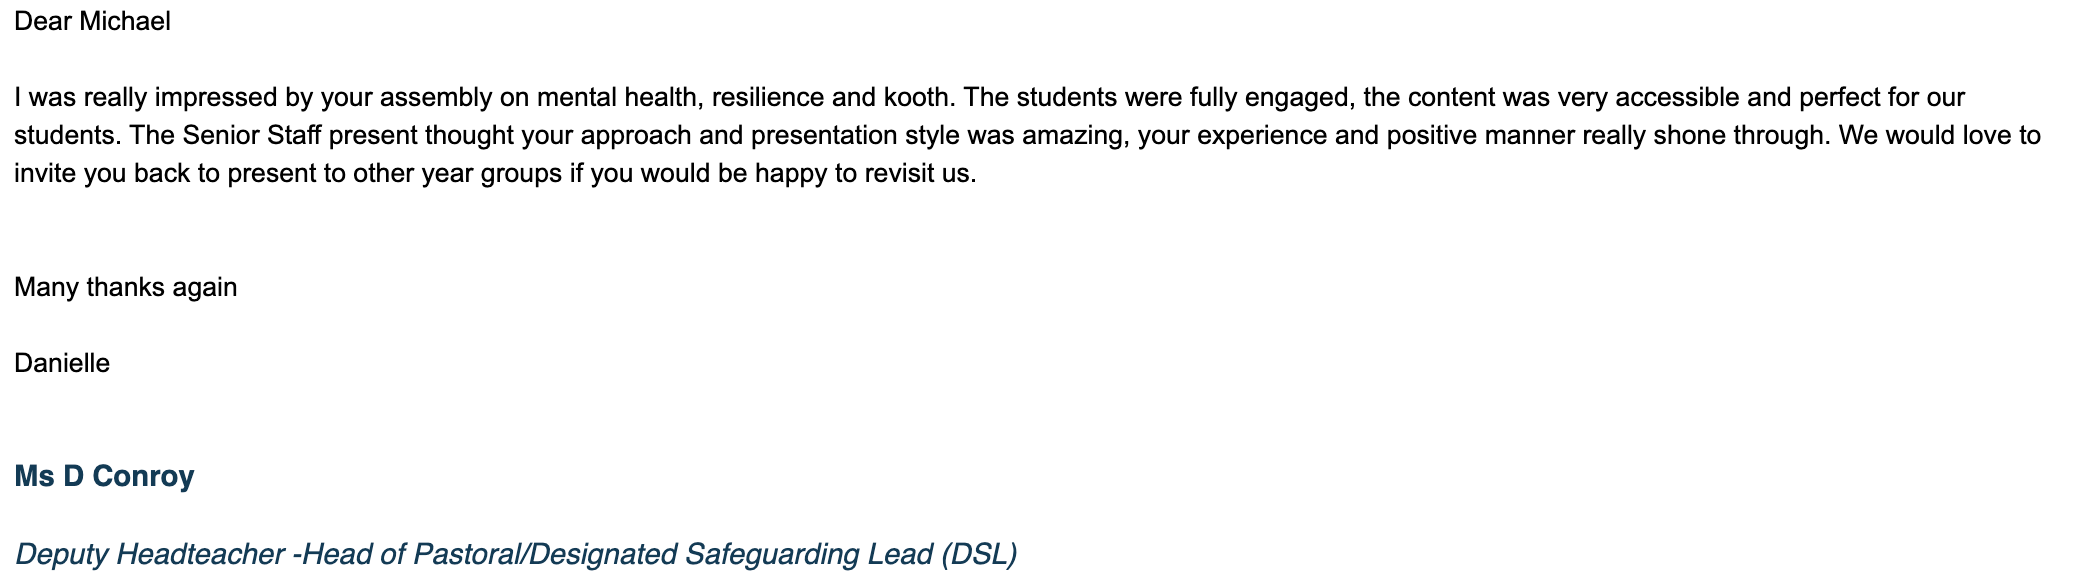 Dear Michael
I was really impressed by your assembly on mental health, resilience and kooth. The students were fully engaged, the content was very accessible and perfect for our
students. The Senior Staff present thought your approach and presentation style was amazing, your experience and positive manner really shone through. We would love to
invite you back to present to other year groups if you would be happy to revisit us.
Many thanks again
Danielle
Ms D Conroy
Deputy Headteacher -Head of Pastoral/Designated Safeguarding Lead (DSL)